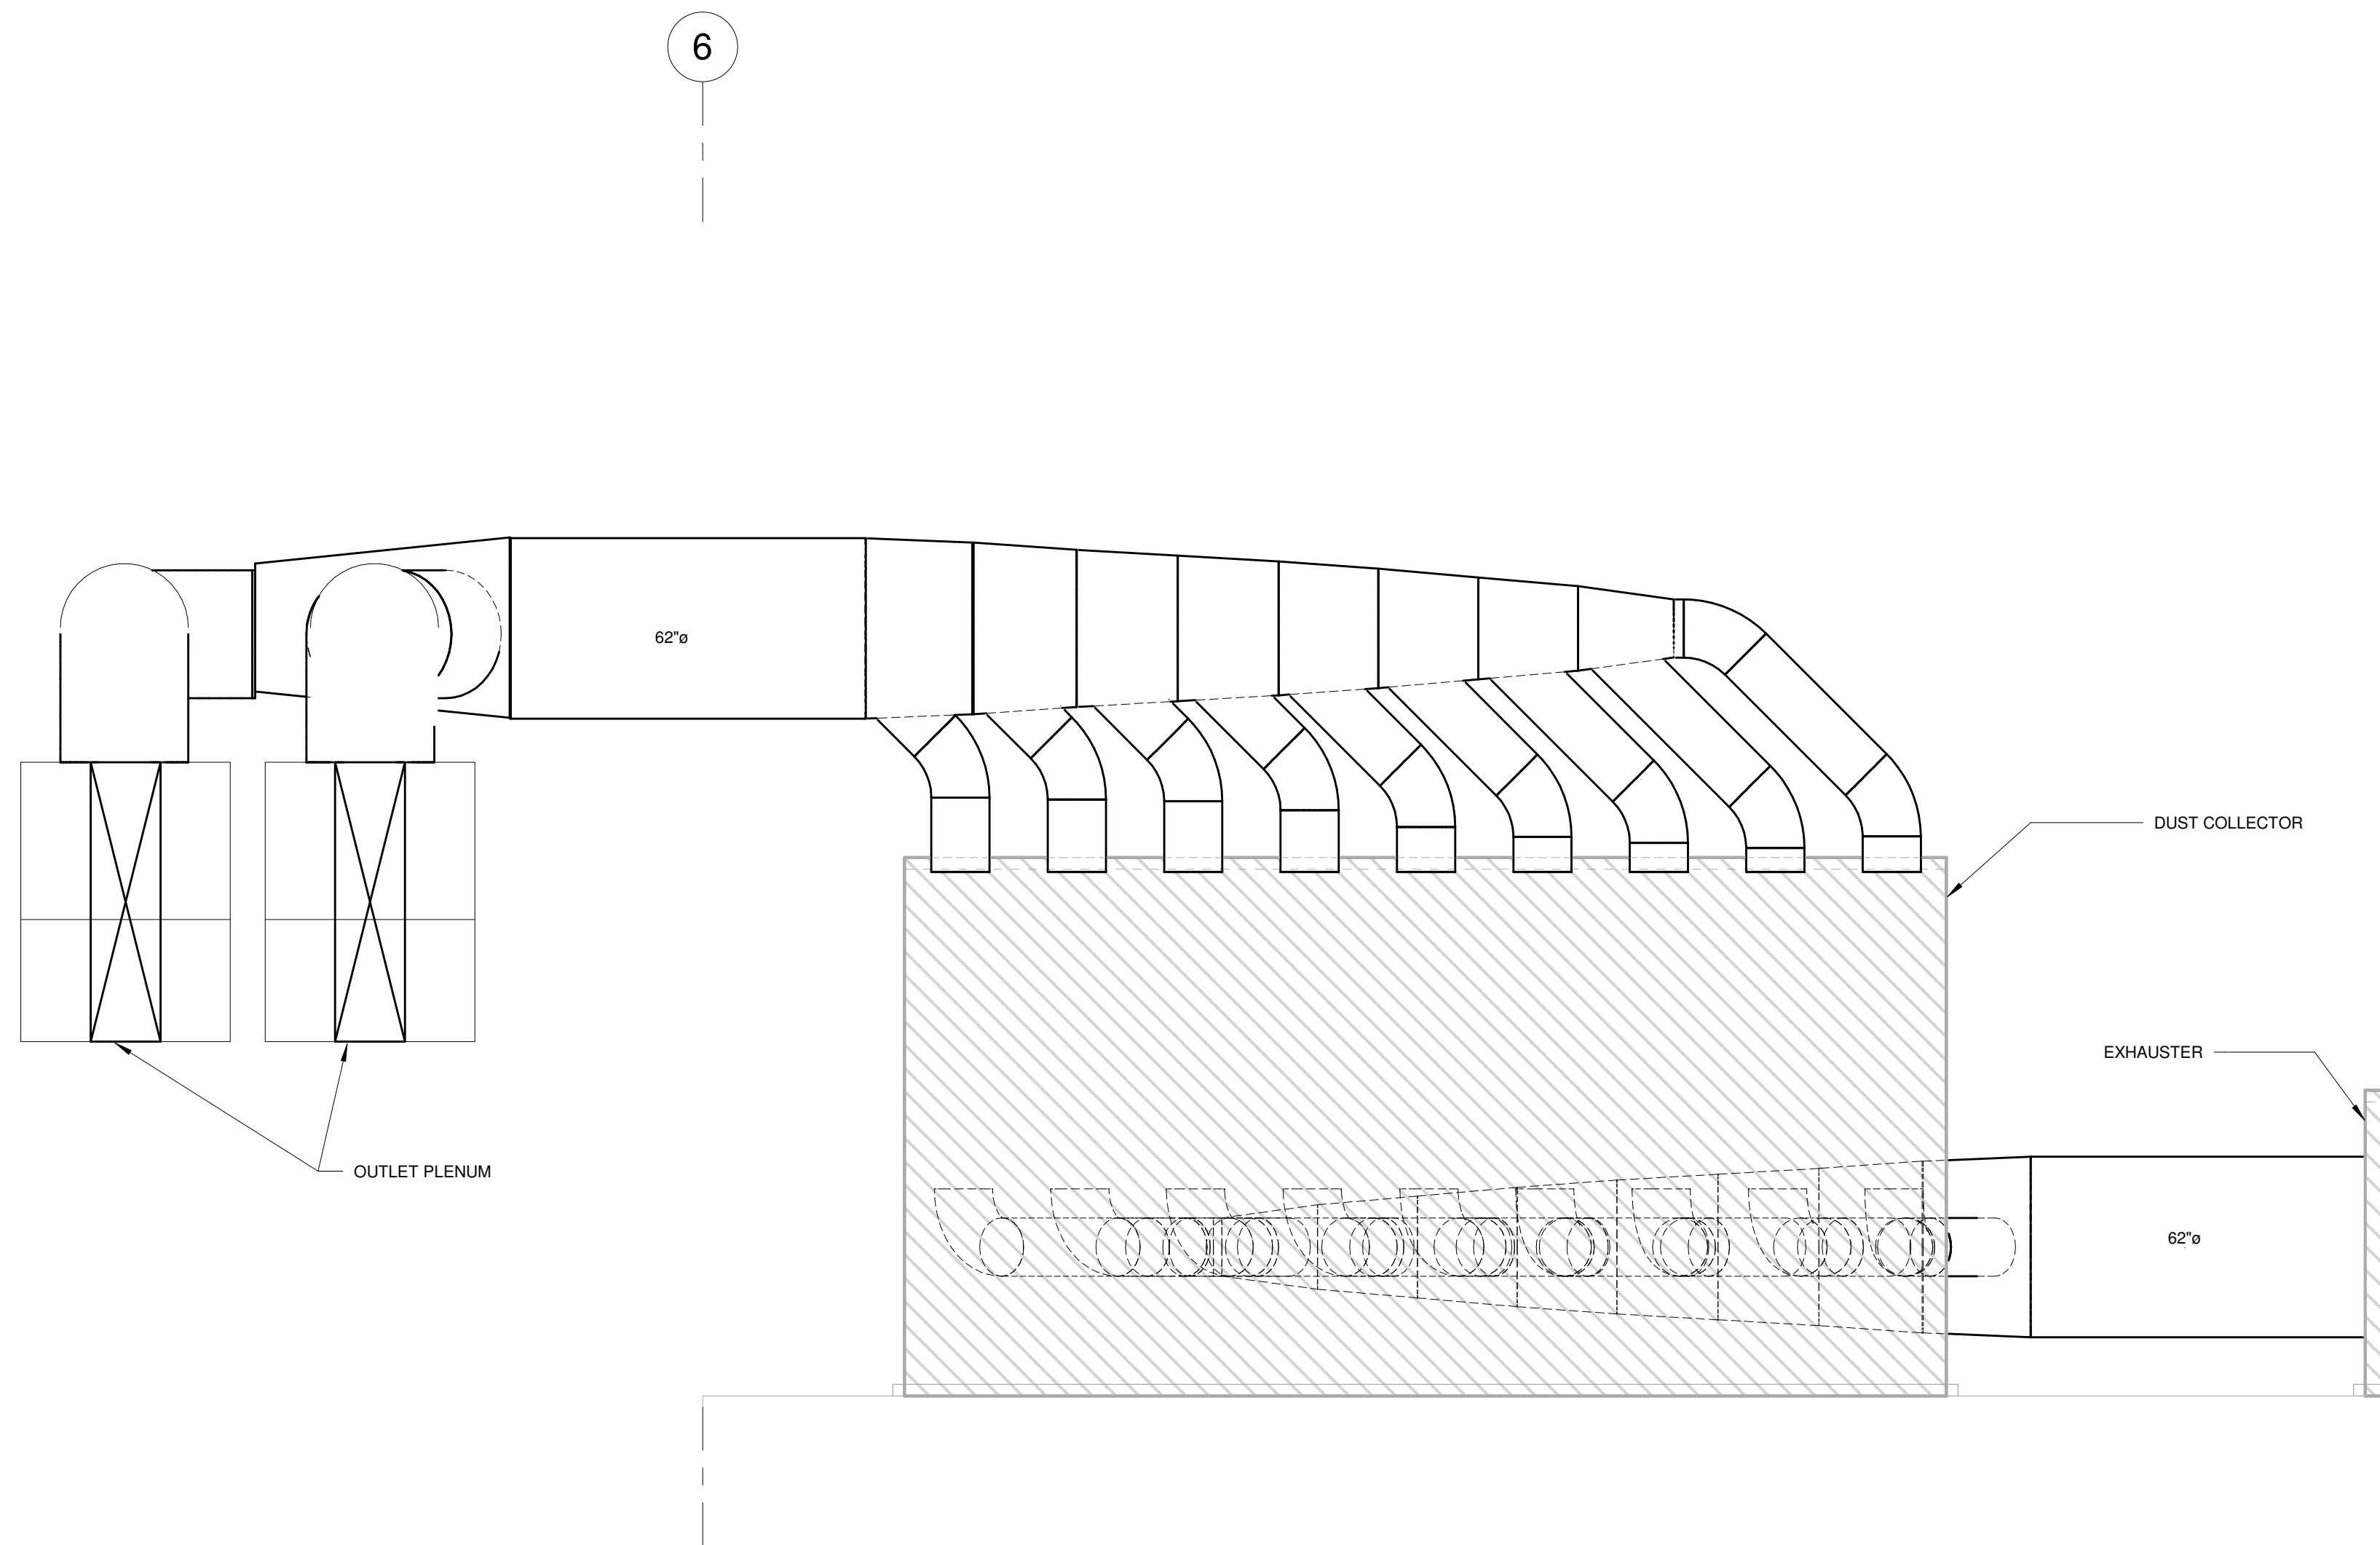 6
62"ø
DUST COLLECTOR
EXHAUSTER
OUTLET PLENUM
62"ø